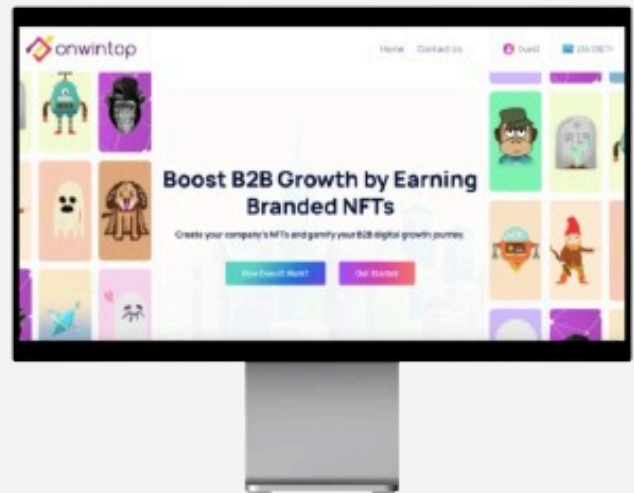 onwintop
Home Contact Us Guest
Boost B2B Growth by Earning
Branded NFTs
Create your company's NFTs and gamify your B2B digital growth journey.
How Does It Work? Get Started